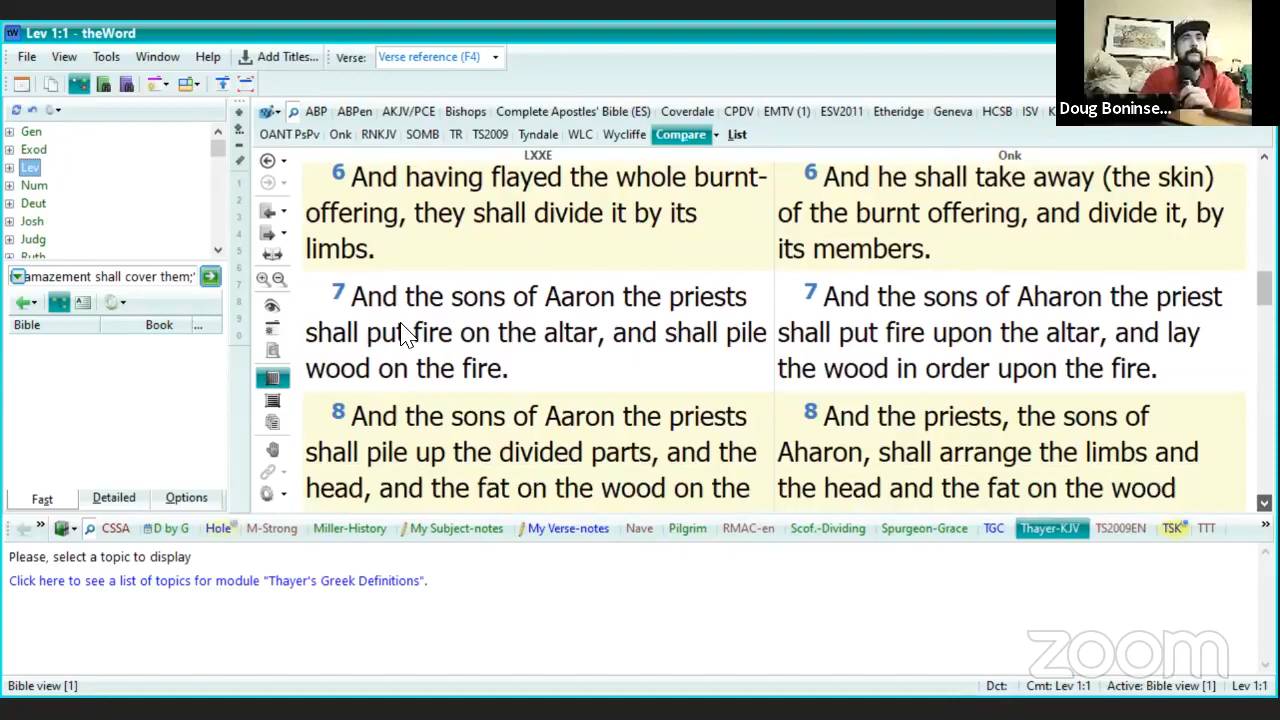 tW Lev 1:1 - theWord
File View Tools Window Help Add Titles... Verse: Verse reference (F4)
Doug Boninse...
ABP ABPen AKJV/PCE Bishops Complete Apostles' Bible (ES) Coverdale CPDV EMTV (1) ESV2011 Etheridge Geneva HCSB ISV
OANT PsPv Onk RNKJV SOMB TR TS2009 Tyndale WLC Wycliffe Compare List
Gen
Exod
Lev
Num
Deut
Josh
Judg
Ruth
amazement shall cover them;'
Bible Book ...
1
2
3
4
5
6
7
8
9
0
Fast Detailed Options
LXXE
6 And having flayed the whole burnt-
offering, they shall divide it by its
limbs.
7 And the sons of Aaron the priests
shall put fire on the altar, and shall pile
wood on the fire.
8 And the sons of Aaron the priests
shall pile up the divided parts, and the
head, and the fat on the wood on the
Onk
6 And he shall take away (the skin)
of the burnt offering, and divide it, by
its members.
7 And the sons of Aharon the priest
shall put fire upon the altar, and lay
the wood in order upon the fire.
8 And the priests, the sons of
Aharon, shall arrange the limbs and
the head and the fat on the wood
CSSA D by G Hole M-Strong Miller-History My Subject-notes My Verse-notes Nave Pilgrim RMAC-en Scof.-Dividing Spurgeon-Grace TGC Thayer-KJV TS2009EN TSK TTT
Please, select a topic to display
Click here to see a list of topics for module "Thayer's Greek Definitions".
zoom
Bible view [1] Dct: Cmt: Lev 1:1 Active: Bible view [1] Lev 1:1